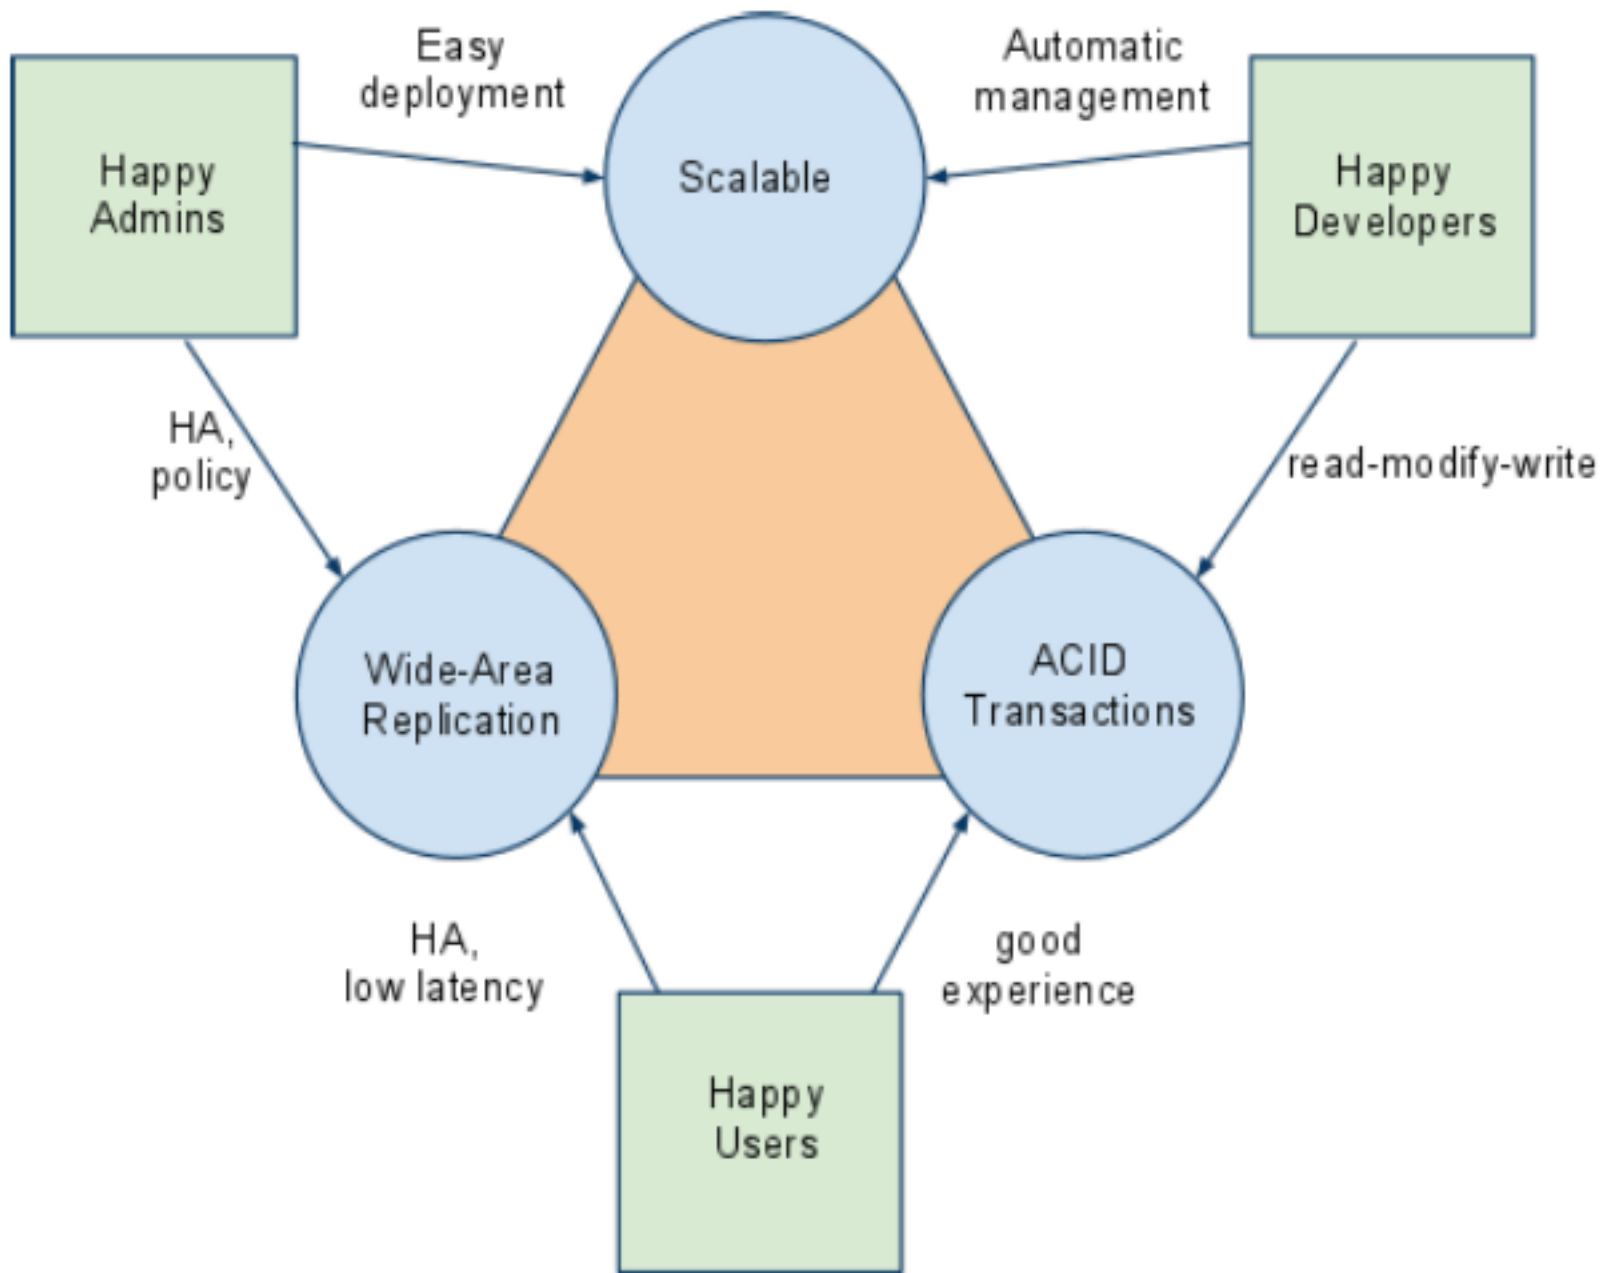 Easy
deployment
Automatic
management
Happy
Admins
Scalable
Happy
Developers
HA,
policy
read-modify-write
Wide-Area
Replication
ACID
Transactions
HA,
low latency
good
experience
Happy
Users